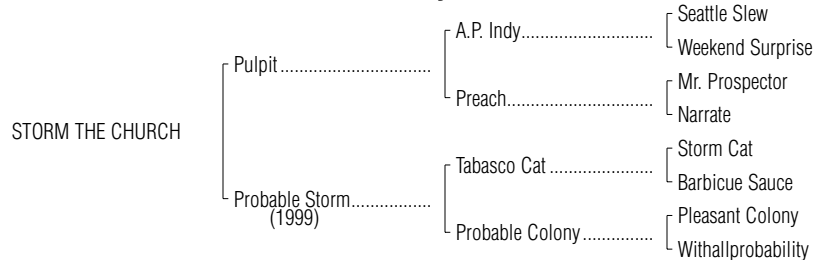 Seattle Slew
A.P. Indy..............................
Weekend Surprise
Pulpit..................................
Mr. Prospector
Preach.................................
Narrate
STORM THE CHURCH
Storm Cat
Tabasco Cat.......................
Barbicue Sauce
Probable Storm..................
(1999)
Pleasant Colony
Probable Colony................
Withallprobability